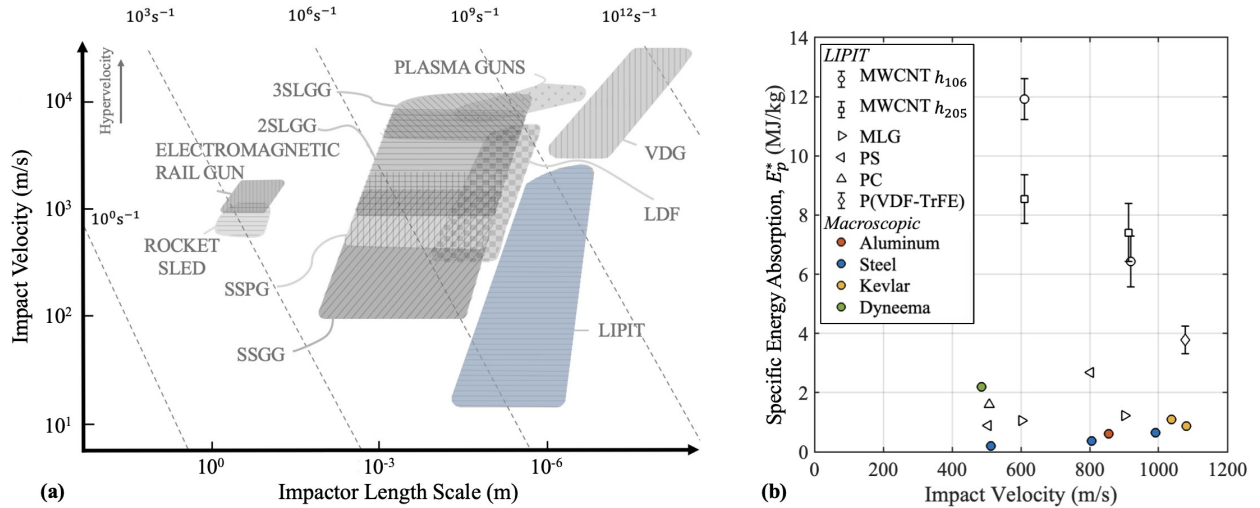 10³s⁻¹
10⁶s⁻¹
10⁹s⁻¹
10¹²s⁻¹
Hypervelocity
Impact Velocity (m/s)
10⁴
10³
10²
10¹
10⁰s⁻¹
PLASMA GUNS
3SLGG
2SLGG
ELECTROMAGNETIC
RAIL GUN
VDG
LDF
ROCKET
SLED
SSPG
LIPIT
SSGG
10⁰
10⁻³
10⁻⁶
(a)
Impactor Length Scale (m)
Specific Energy Absorption, E*ₚ (MJ/kg)
14
12
10
8
6
4
2
0
LIPIT
MWCNT h₁₀₆
MWCNT h₂₀₅
MLG
PS
PC
P(VDF-TrFE)
Macroscopic
Aluminum
Steel
Kevlar
Dyneema
0
200
400
600
800
1000
1200
(b)
Impact Velocity (m/s)